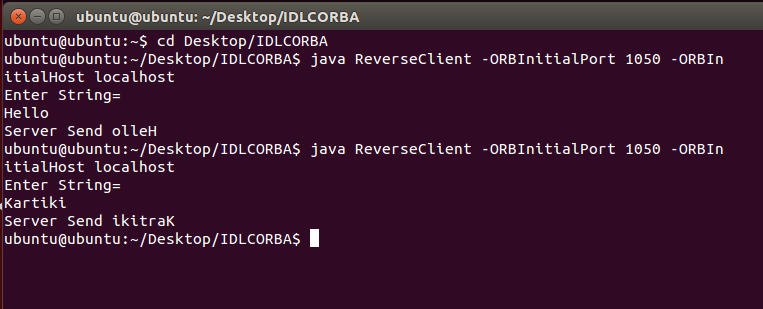 ubuntu@ubuntu: ~/Desktop/IDLCORBA
ubuntu@ubuntu:~$ cd Desktop/IDLCORBA
ubuntu@ubuntu:~/Desktop/IDLCORBA$ java ReverseClient -ORBInitialPort 1050 -ORBIn
itialHost localhost
Enter String=
Hello
Server Send olleH
ubuntu@ubuntu:~/Desktop/IDLCORBA$ java ReverseClient -ORBInitialPort 1050 -ORBIn
itialHost localhost
Enter String=
Kartiki
Server Send ikitraK
ubuntu@ubuntu:~/Desktop/IDLCORBA$